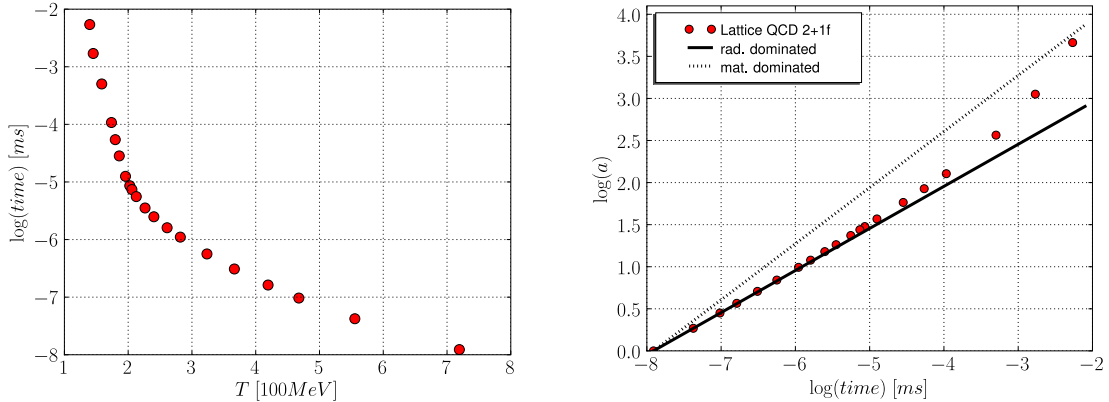 −2
−3
−4
−5
−6
−7
−8
log(time) [ms]
1 2 3 4 5 6 7 8
T [100MeV]
4.0
3.5
3.0
2.5
2.0
1.5
1.0
0.5
0.0
log(a)
Lattice QCD 2+1f
rad. dominated
mat. dominated
−8 −7 −6 −5 −4 −3 −2
log(time) [ms]